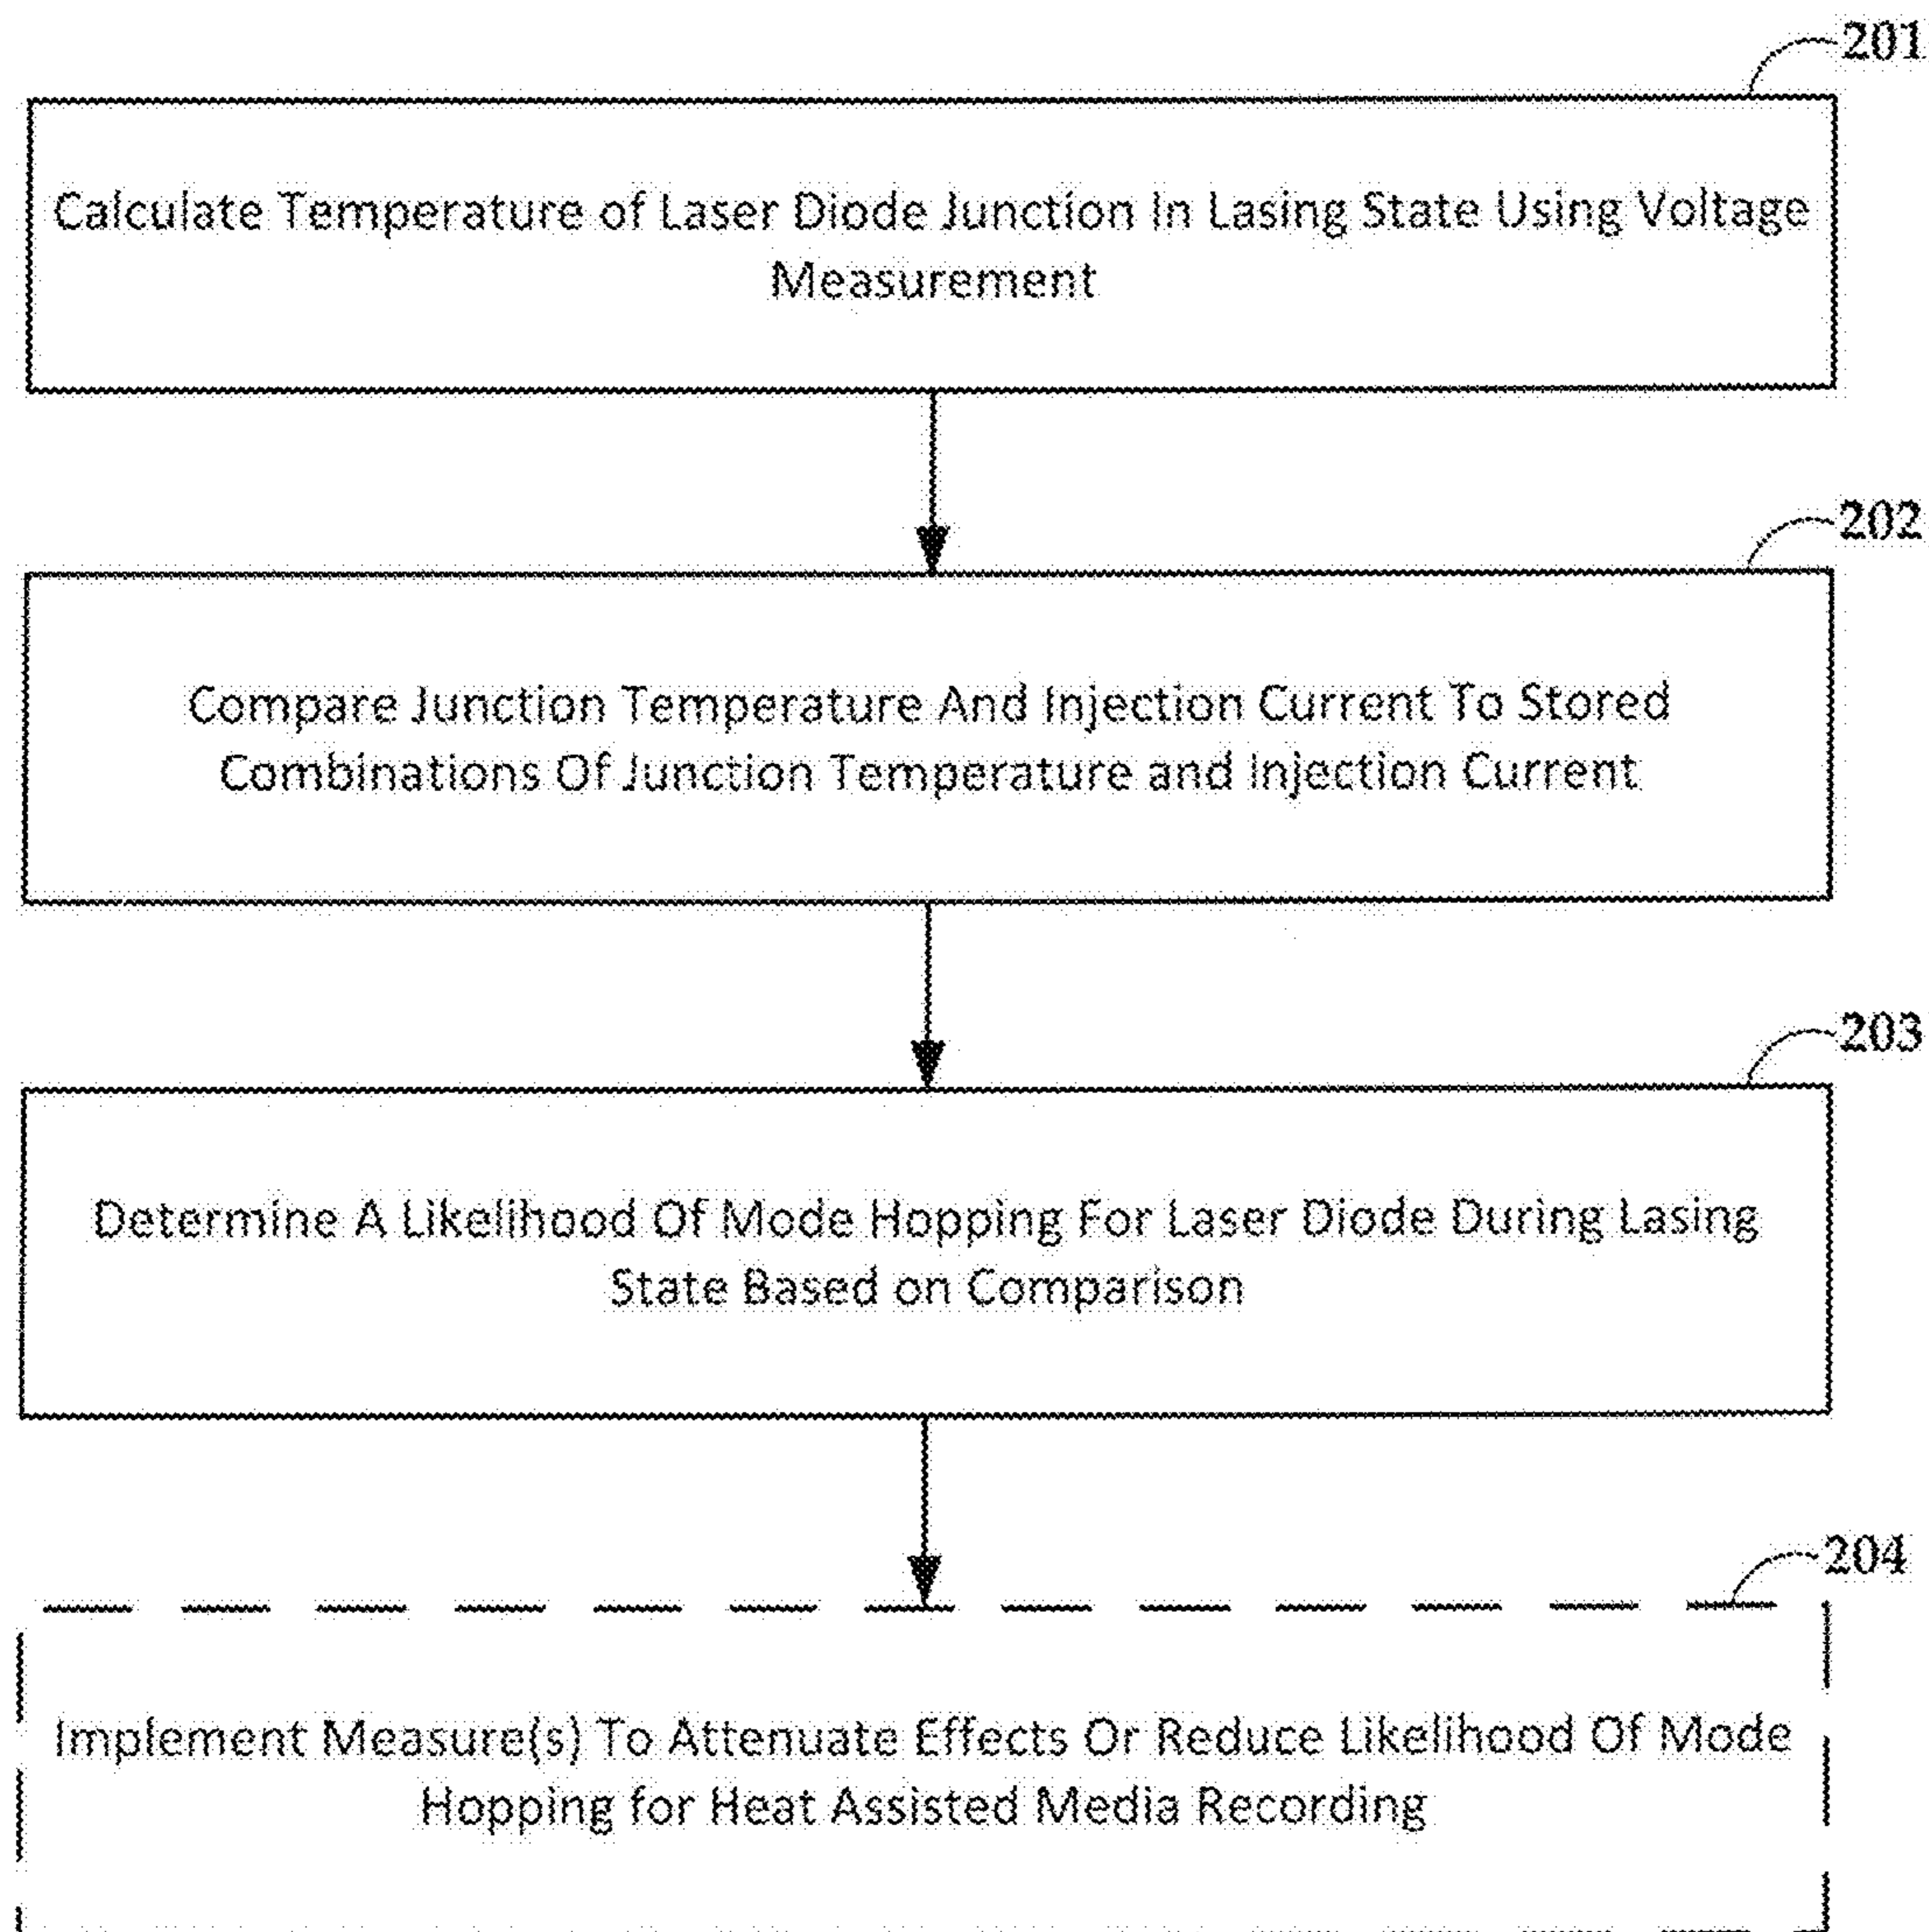 201
Calculate Temperature of Laser Diode Junction In Lasing State Using Voltage
Measurement
202
Compare Junction Temperature And Injection Current To Stored
Combinations Of Junction Temperature and Injection Current
203
Determine A Likelihood Of Mode Hopping For Laser Diode During Lasing
State Based on Comparison
204
Implement Measure(s) To Attenuate Effects Or Reduce Likelihood Of Mode
Hopping for Heat Assisted Media Recording